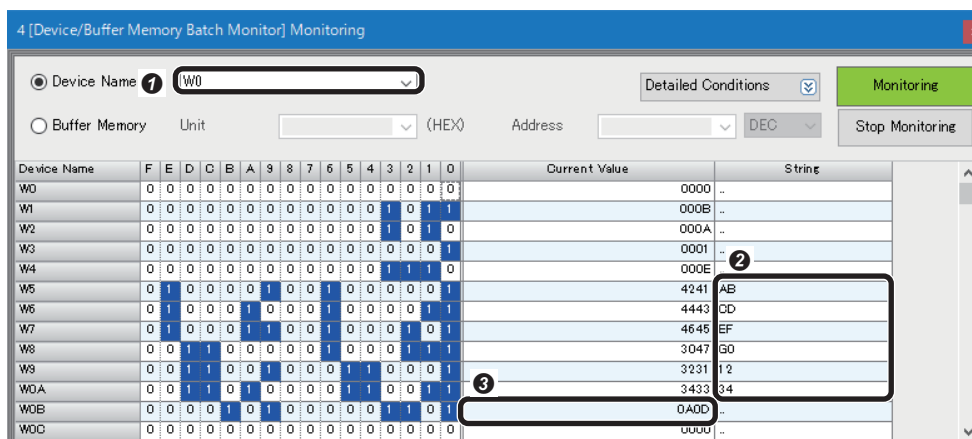 4 [Device/Buffer Memory Batch Monitor] Monitoring
Device Name ❶ W0 Detailed Conditions Monitoring
Buffer Memory Unit (HEX) Address DEC Stop Monitoring
Device Name F E D C B A 9 8 7 6 5 4 3 2 1 0 Current Value String
W0 0 0 0 0 0 0 0 0 0 0 0 0 0 0 0 0 0000 ..
W1 0 0 0 0 0 0 0 0 0 0 0 0 1 0 1 1 000B ..
W2 0 0 0 0 0 0 0 0 0 0 0 0 1 0 1 0 000A ..
W3 0 0 0 0 0 0 0 0 0 0 0 0 0 0 0 1 0001 ..
W4 0 0 0 0 0 0 0 0 0 0 0 0 1 1 1 0 000E .. ❷
W5 0 1 0 0 0 0 1 0 0 1 0 0 0 0 0 1 4241 AB
W6 0 1 0 0 0 1 0 0 0 1 0 0 0 0 1 1 4443 CD
W7 0 1 0 0 0 1 1 0 0 1 0 0 0 1 0 1 4645 EF
W8 0 0 1 1 0 0 0 0 0 1 0 0 0 1 1 1 3047 G0
W9 0 0 1 1 0 0 1 0 0 0 1 1 0 0 0 1 3231 12
W0A 0 0 1 1 0 1 0 0 0 0 1 1 0 0 1 1 ❸ 3433 34
W0B 0 0 0 0 1 0 1 0 0 0 0 0 1 1 0 1 0A0D ..
W0C 0 0 0 0 0 0 0 0 0 0 0 0 0 0 0 0 0000 ..